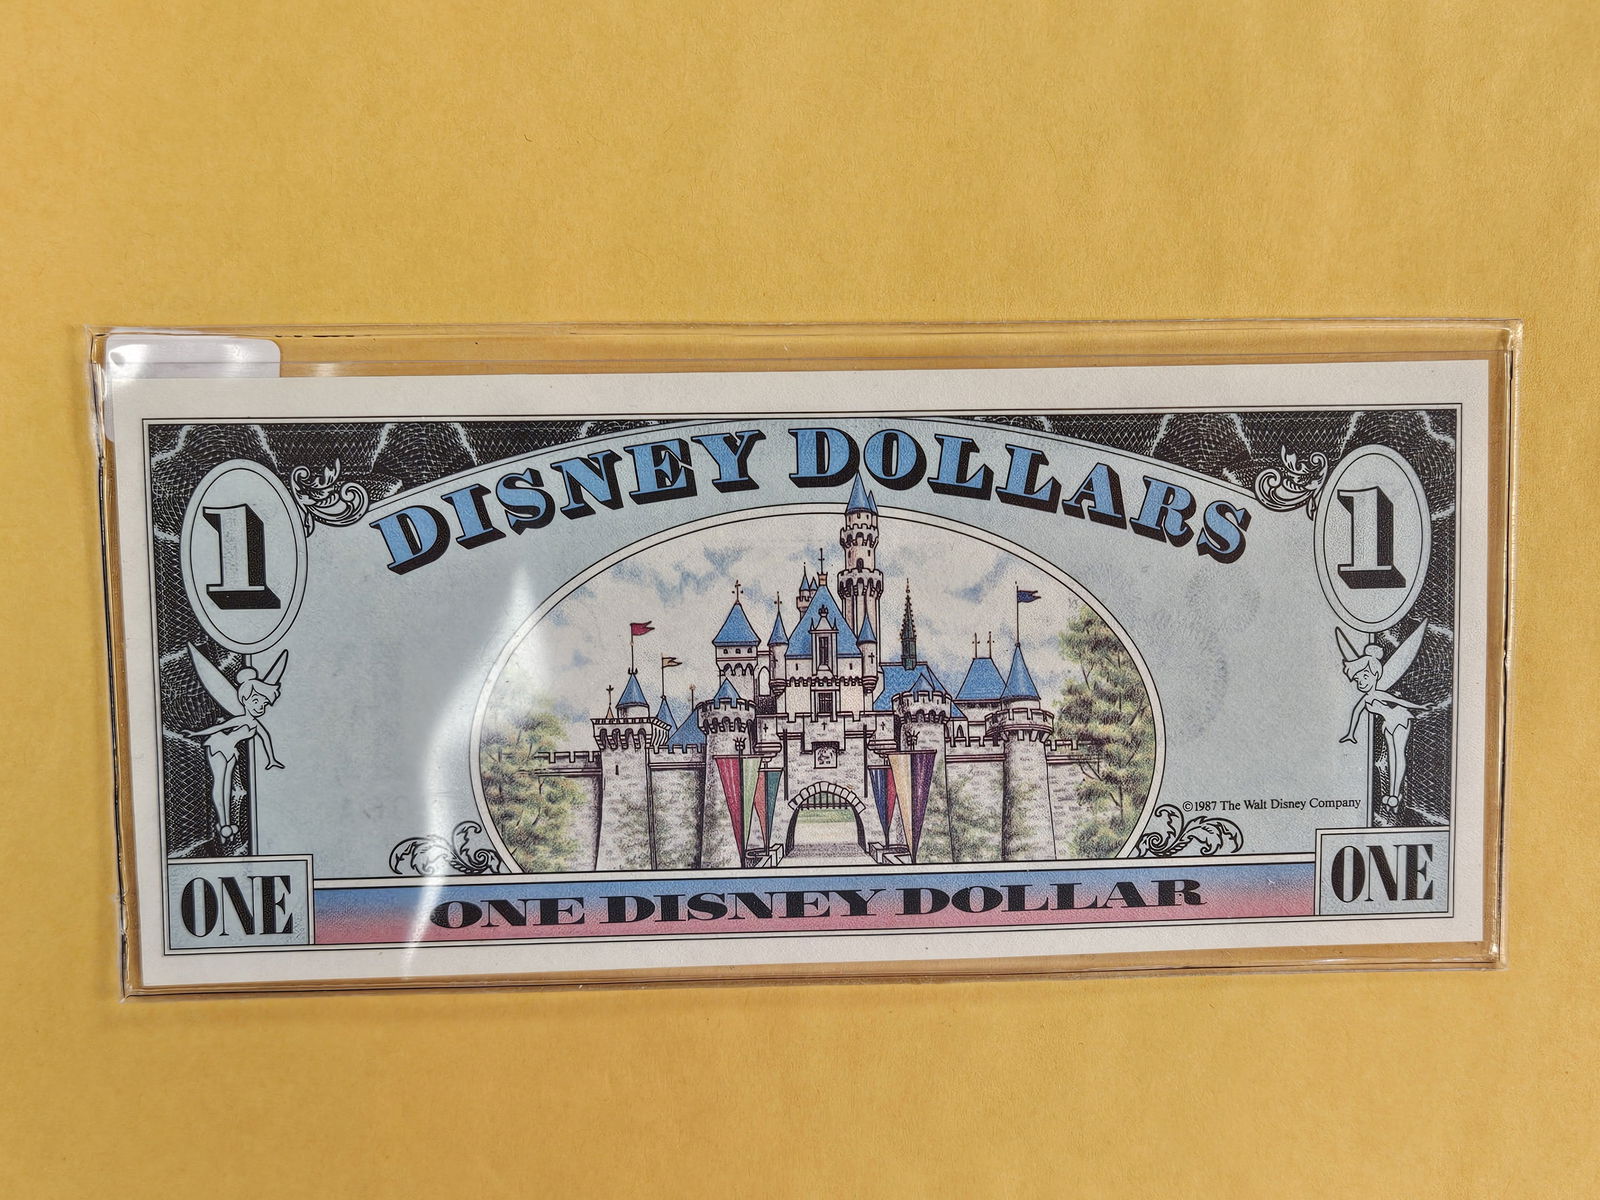 DISNEY DOLLARS
1
1
©1987 The Walt Disney Company
ONE
ONE DISNEY DOLLAR
ONE